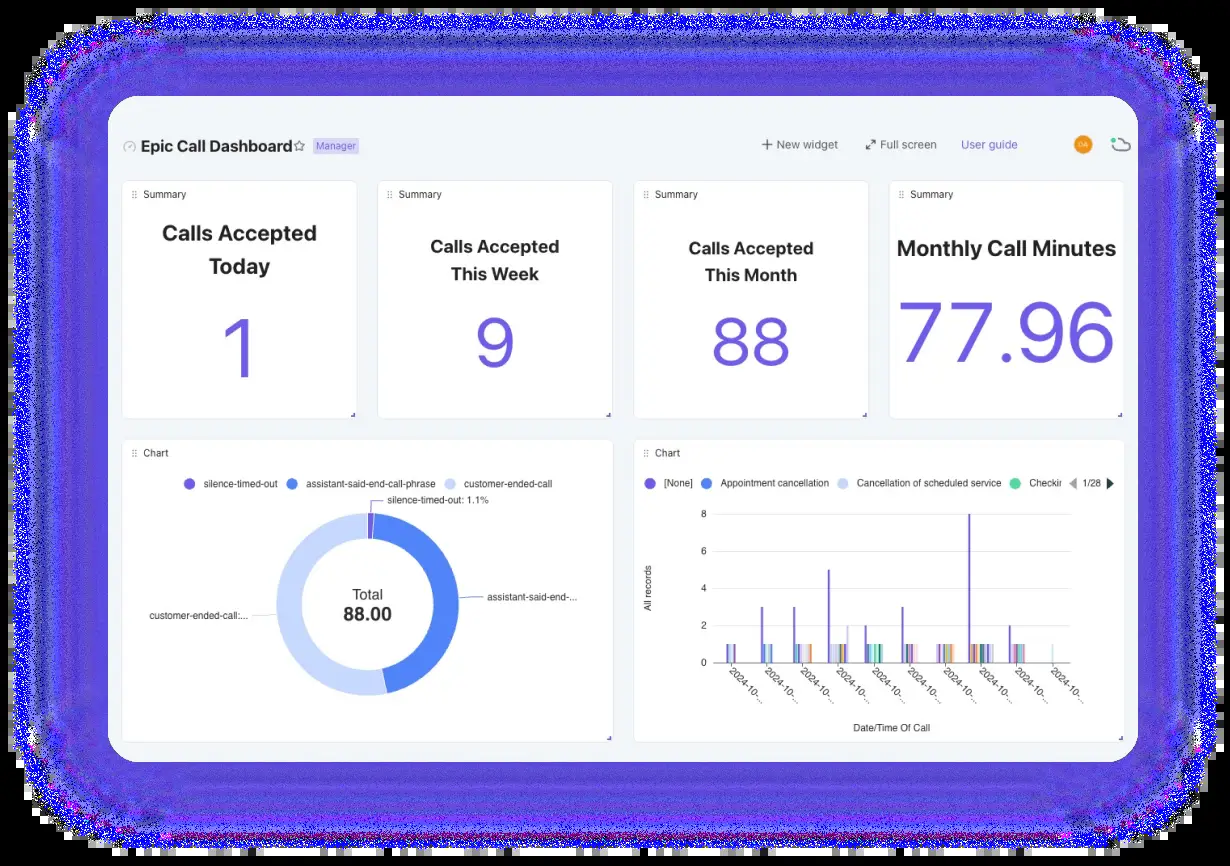 Epic Call Dashboard
Manager
New widget
Full screen
User guide
Summary
Calls Accepted
Today
1
Summary
Calls Accepted
This Week
9
Summary
Calls Accepted
This Month
88
Summary
Monthly Call Minutes
77.96
Chart
silence-timed-out
assistant-said-end-call-phrase
customer-ended-call
silence-timed-out: 1.1%
assistant-said-end-...
customer-ended-call:...
Total
88.00
Chart
[None]
Appointment cancellation
Cancellation of scheduled service
Checkin
1/28
All records
8
6
4
2
0
2024-10-...
2024-10-...
2024-10-...
2024-10-...
2024-10-...
2024-10-...
2024-10-...
2024-10-...
2024-10-...
2024-10-...
Date/Time Of Call